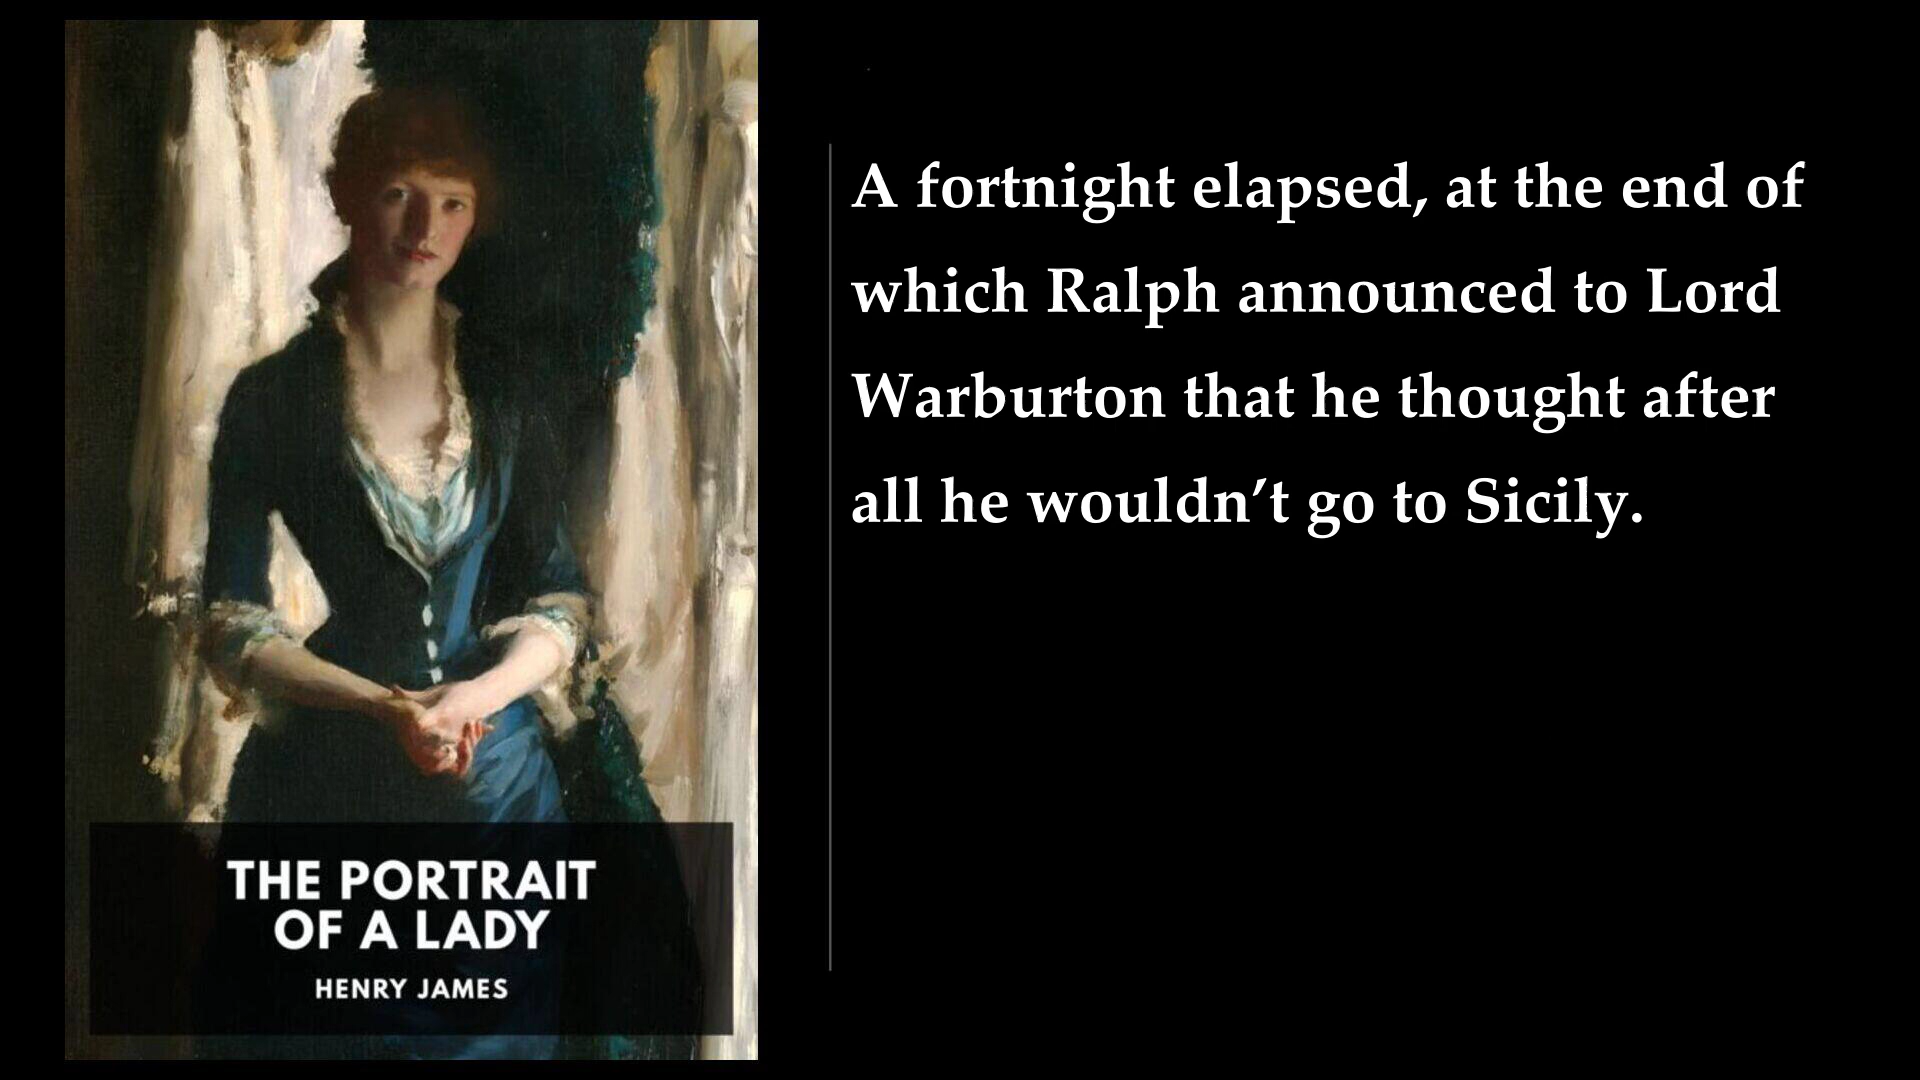 THE PORTRAIT
OF A LADY
HENRY JAMES
A fortnight elapsed, at the end of
which Ralph announced to Lord
Warburton that he thought after
all he wouldn’t go to Sicily.